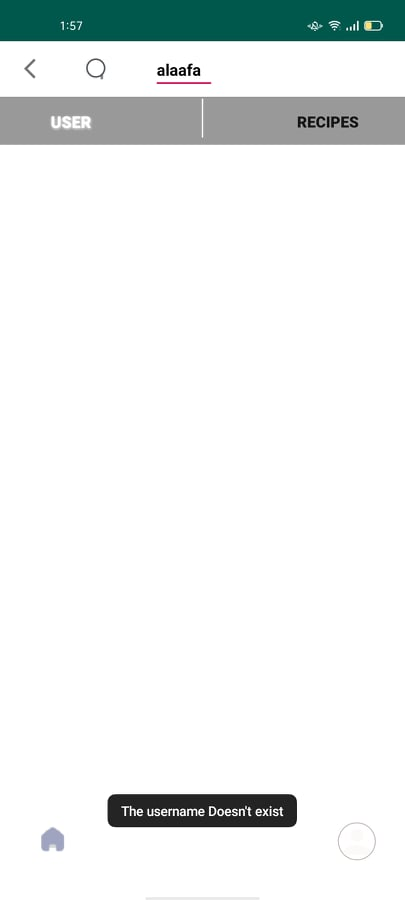 1:57
alaafa
USER
RECIPES
The username Doesn't exist